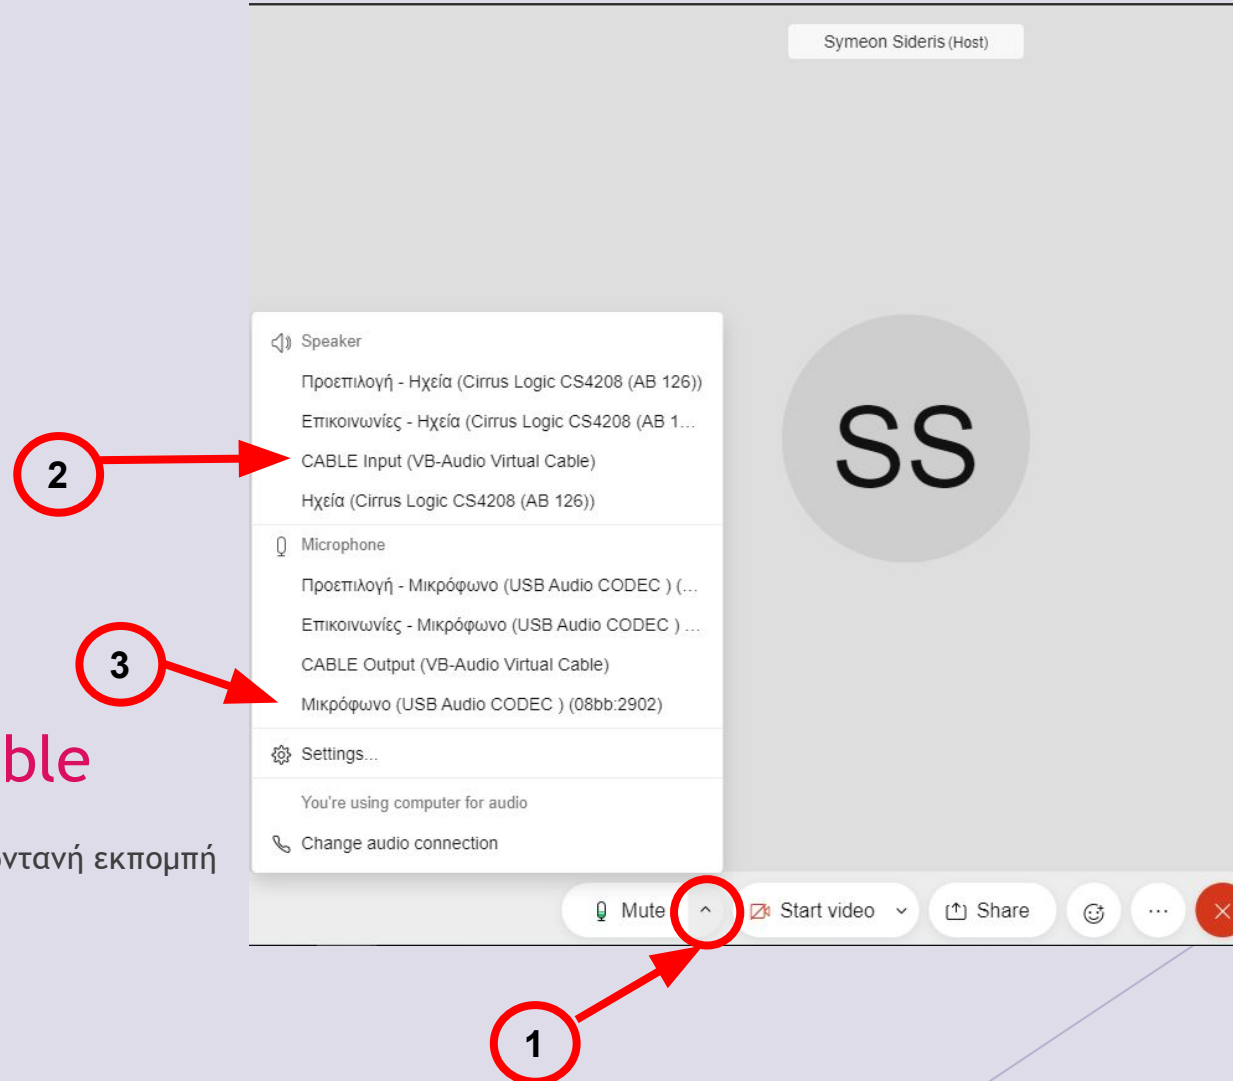 Symeon Sideris (Host)
SS
Speaker
Προεπιλογή - Ηχεία (Cirrus Logic CS4208 (AB 126))
Επικοινωνίες - Ηχεία (Cirrus Logic CS4208 (AB 1...
2
CABLE Input (VB-Audio Virtual Cable)
Ηχεία (Cirrus Logic CS4208 (AB 126))
Microphone
Προεπιλογή - Μικρόφωνο (USB Audio CODEC ) (...
Επικοινωνίες - Μικρόφωνο (USB Audio CODEC ) ...
3
CABLE Output (VB-Audio Virtual Cable)
Μικρόφωνο (USB Audio CODEC ) (08bb:2902)
ble
Settings...
You're using computer for audio
Change audio connection
ντανή εκπομπή
Mute
Start video
Share
1